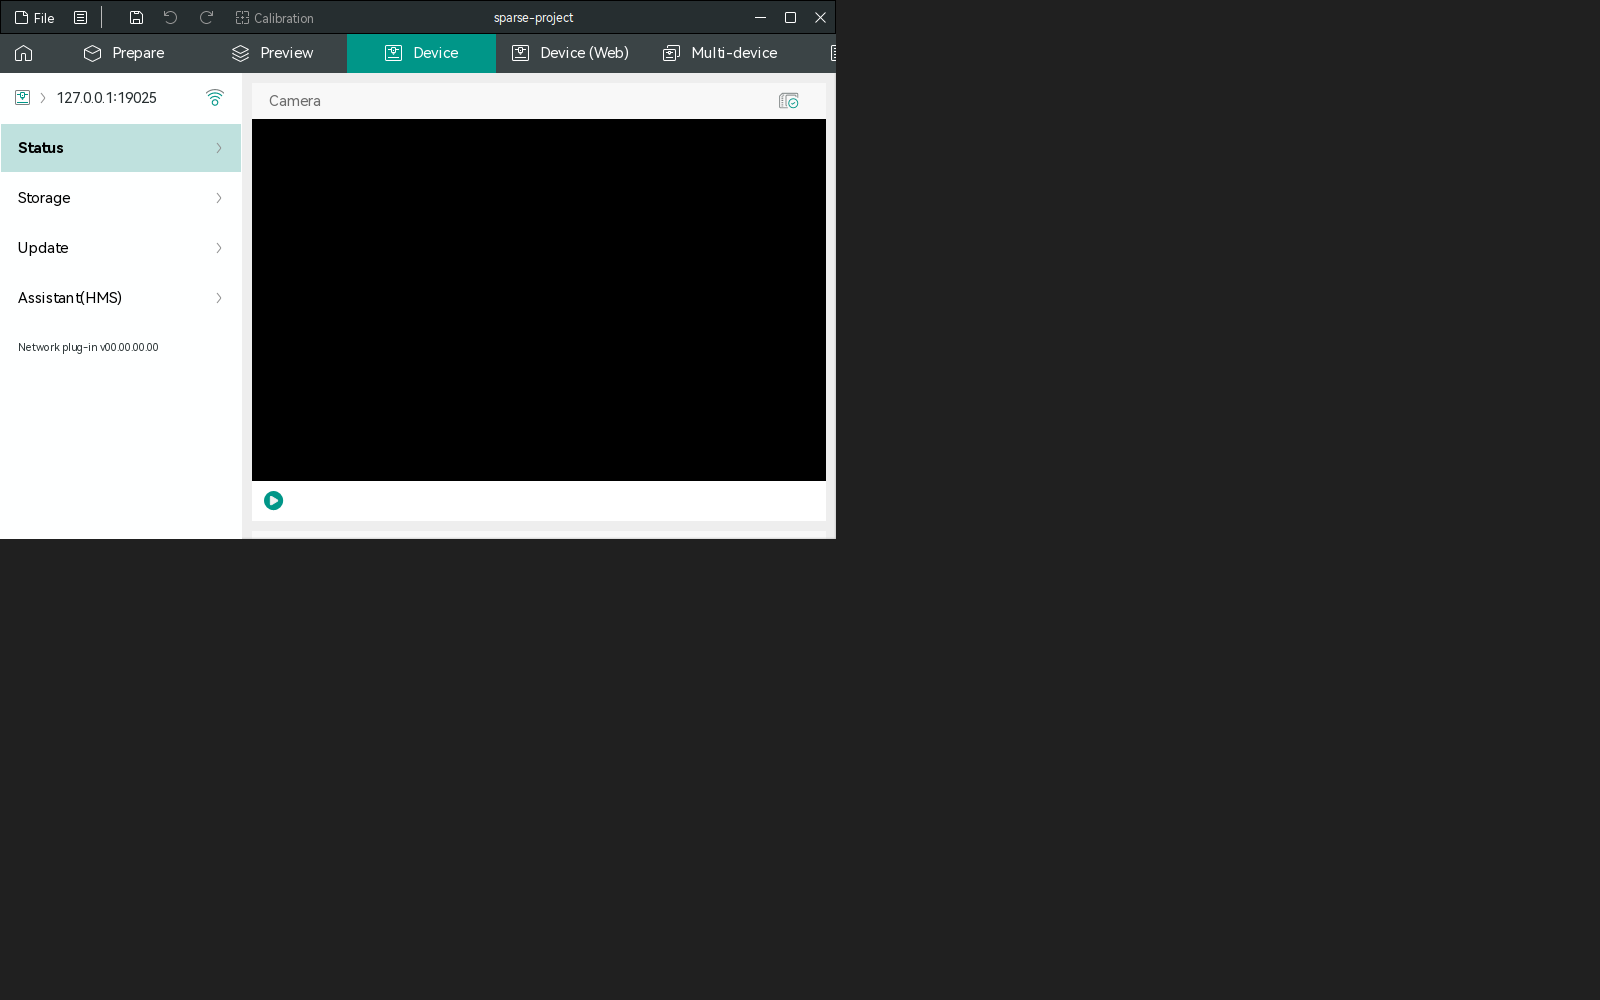 File
Calibration
sparse-project
Prepare
Preview
Device
Device (Web)
Multi-device
127.0.0.1:19025
Camera
Status
Storage
Update
Assistant(HMS)
Network plug-in v00.00.00.00